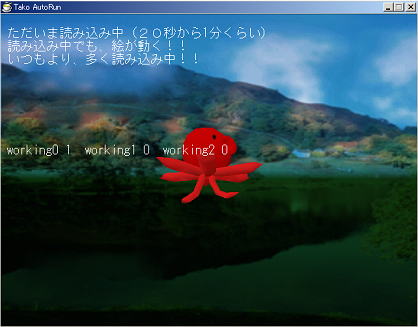 Tako AutoRun
ただいま読み込み中（２０秒から1分くらい）
読み込み中でも、絵が動く！！
いつもより、多く読み込み中！！
working0 1 working1 0 working2 0